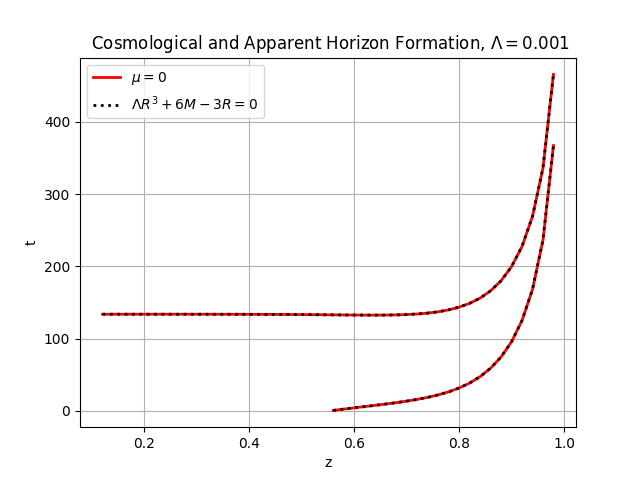 Cosmological and Apparent Horizon Formation, Λ = 0.001
μ = 0
ΛR³ + 6M − 3R = 0
t
400
300
200
100
0
0.2 0.4 0.6 0.8 1.0
z